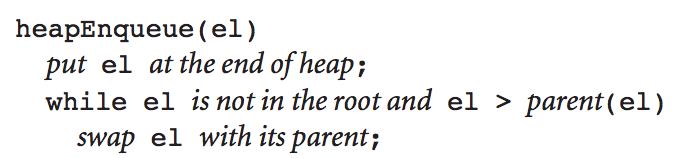 heapEnqueue(el)
put el at the end of heap;
while el is not in the root and el > parent(el)
swap el with its parent;